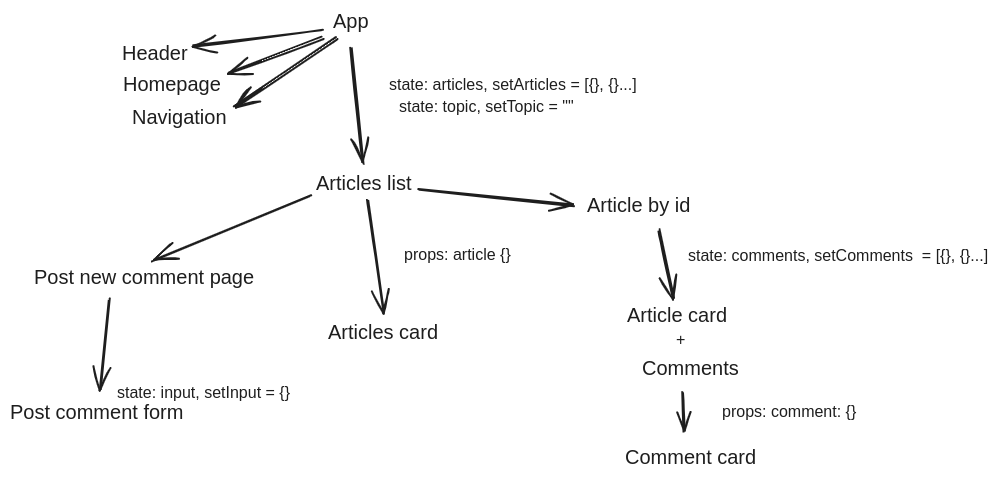 App
Header
Homepage
Navigation
state: articles, setArticles = [{}, {}...]
state: topic, setTopic = ""
Articles list
Article by id
props: article {}
state: comments, setComments  = [{}, {}...]
Post new comment page
Articles card
Article card
+
Comments
state: input, setInput = {}
Post comment form
props: comment: {}
Comment card